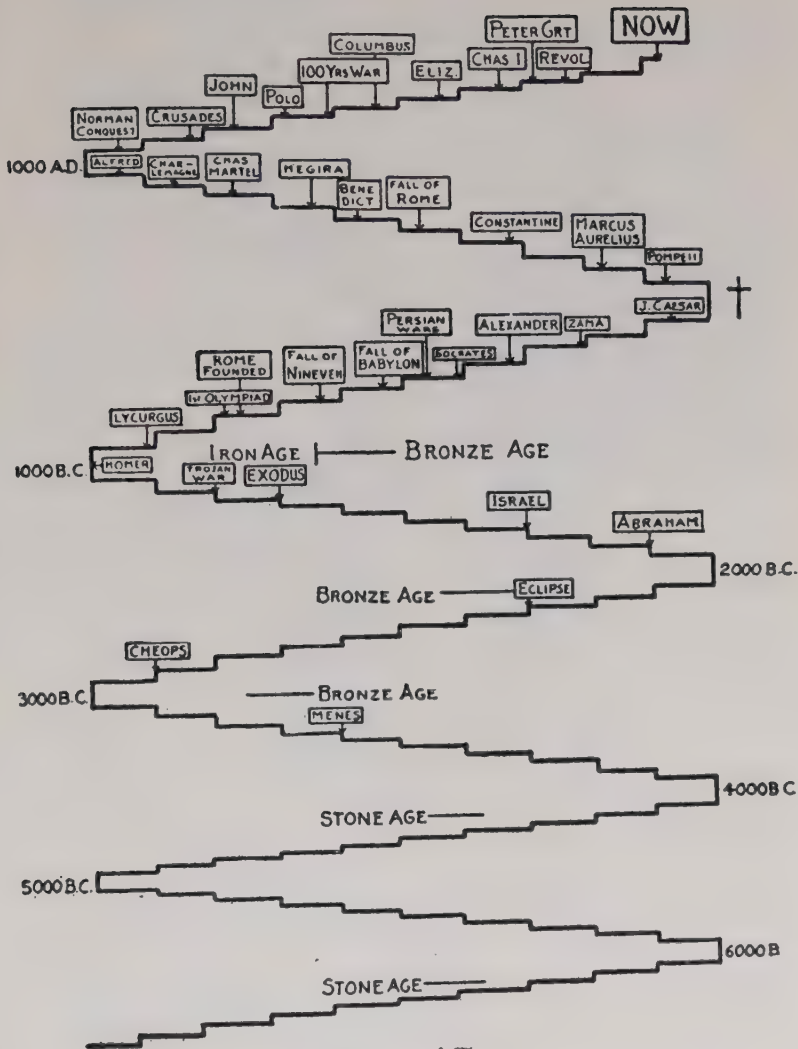 NOW
PETER GRT
COLUMBUS
CHAS I
REVOL
100 YRS WAR
ELIZ.
JOHN
POLO
NORMAN
CONQUEST
CRUSADES
1000 A.D.
ALFRED
CHAR-
LEMAGNE
CHAS
MARTEL
HEGIRA
BENE
DICT
FALL OF
ROME
CONSTANTINE
MARCUS
AURELIUS
POMPEII
J. CAESAR
PERSIAN
WARS
ALEXANDER
ZAMA
SOCRATES
FALL OF
BABYLON
FALL OF
NINEVEH
ROME
FOUNDED
1st OLYMPIAD
LYCURGUS
IRON AGE
BRONZE AGE
1000 B.C.
HOMER
TROJAN
WAR
EXODUS
ISRAEL
ABRAHAM
2000 B.C.
BRONZE AGE
ECLIPSE
CHEOPS
3000 B.C.
BRONZE AGE
MENES
4000 B C.
STONE AGE
5000 B.C.
6000 B
STONE AGE